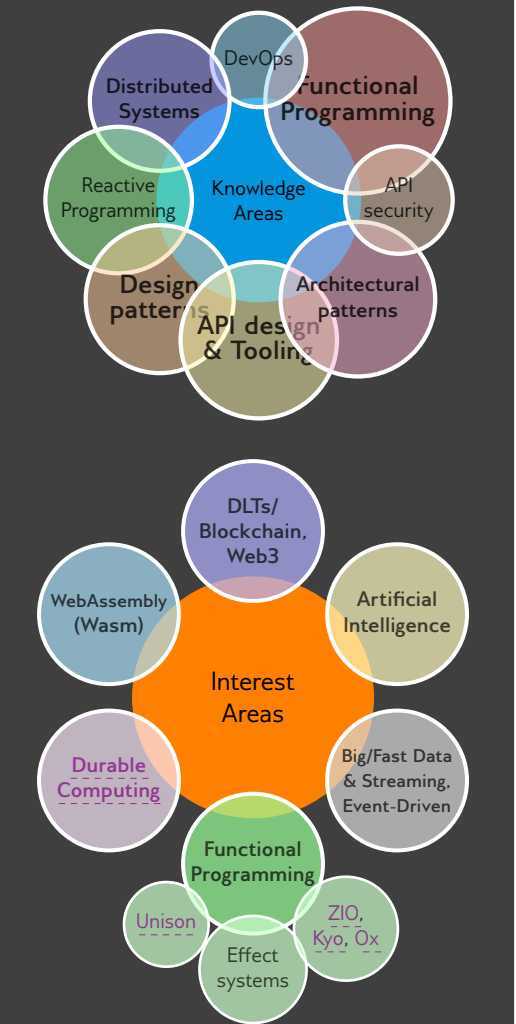 DevOps
Distributed
Systems
Functional
Programming
Reactive
Programming
Knowledge
Areas
API
security
Design
patterns
Architectural
patterns
API design
& Tooling
DLTs/
Blockchain,
Web3
WebAssembly
(Wasm)
Artificial
Intelligence
Interest
Areas
Durable
Computing
Big/Fast Data
& Streaming,
Event-Driven
Functional
Programming
Unison
ZIO,
Kyo, Ox
Effect
systems